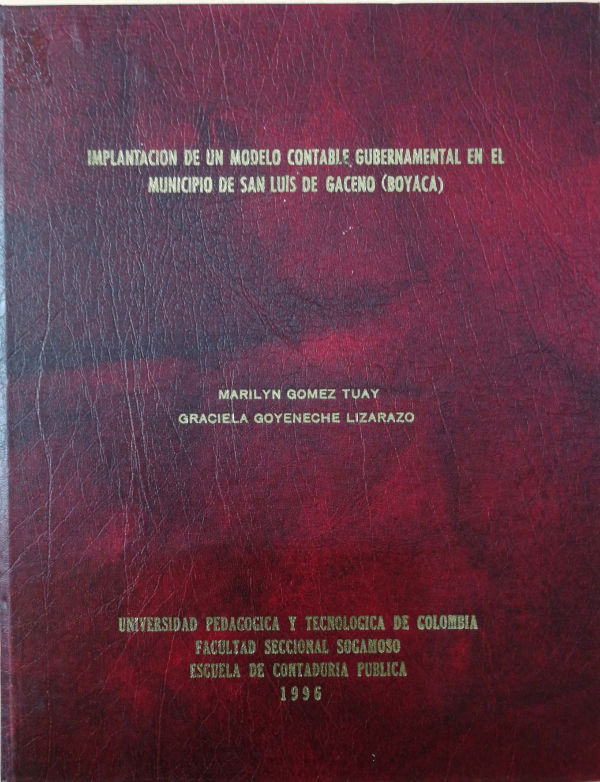 IMPLANTACION DE UN MODELO CONTABLE GUBERNAMENTAL EN EL
MUNICIPIO DE SAN LUIS DE GACENO (BOYACA)
MARILYN GOMEZ TUAY
GRACIELA GOYENECHE LIZARAZO
UNIVERSIDAD PEDAGOGICA Y TECNOLOGICA DE COLOMBIA
FACULTAD SECCIONAL SOGAMOSO
ESCUELA DE CONTADURIA PUBLICA
1996